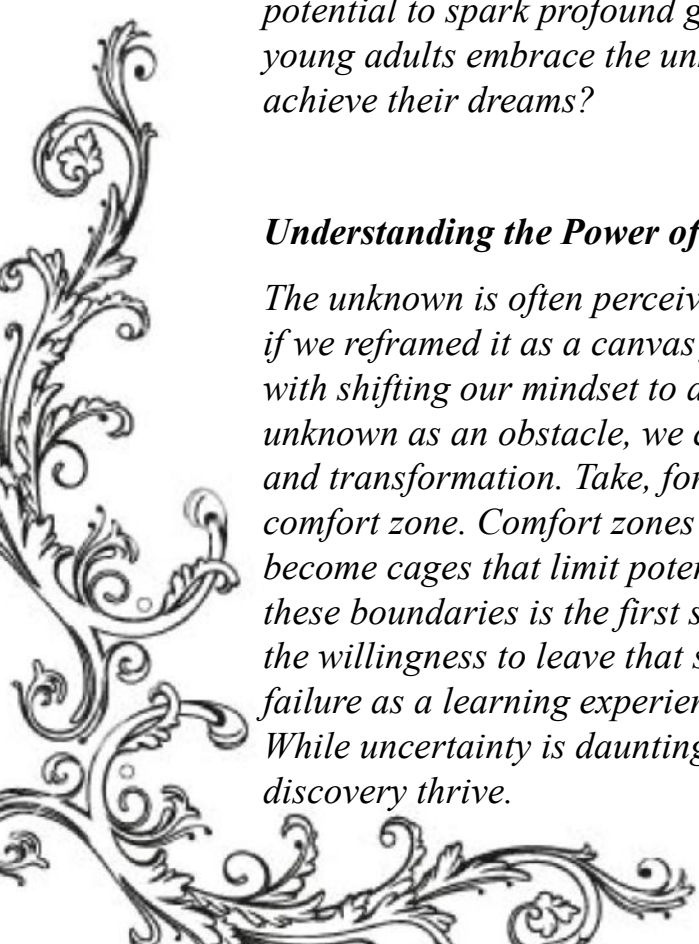 potential to spark profound g
young adults embrace the un
achieve their dreams?
Understanding the Power of
The unknown is often perceiv
if we reframed it as a canvas
with shifting our mindset to a
unknown as an obstacle, we c
and transformation. Take, for
comfort zone. Comfort zones
become cages that limit poten
these boundaries is the first s
the willingness to leave that s
failure as a learning experien
While uncertainty is daunting
discovery thrive.